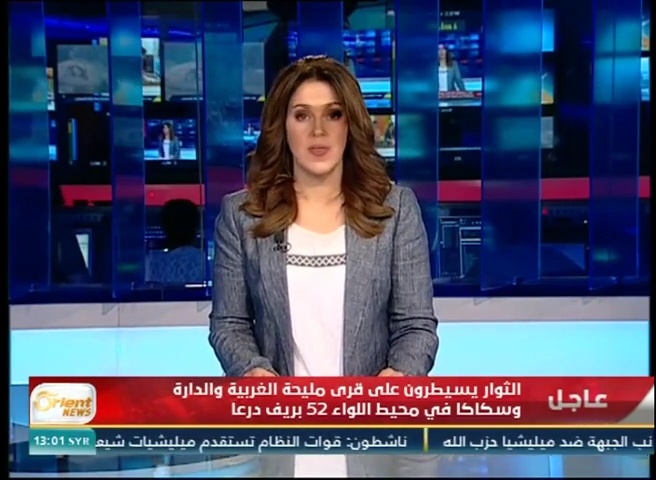 الثوار يسيطرون على قرى مليحة الغربية والدارة
وسكاكا في محيط اللواء 52 بريف درعا
عاجل
Orient
NEWS
13:01 SYR
نب الجبهة ضد ميليشيا حزب الله | ناشطون: قوات النظام تستقدم ميليشيات شيع